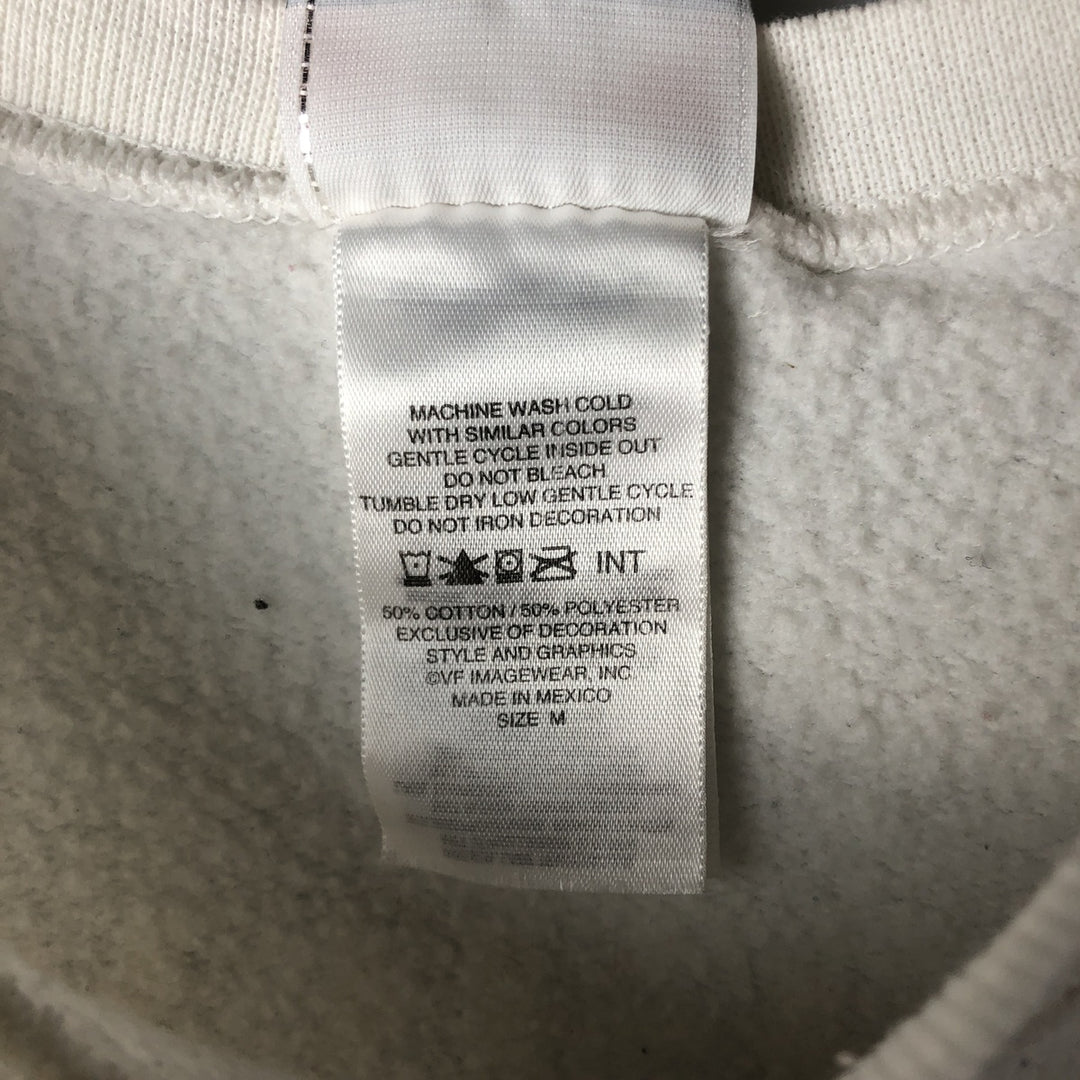 MACHINE WASH COLD
WITH SIMILAR COLORS
GENTLE CYCLE INSIDE OUT
DO NOT BLEACH
TUMBLE DRY LOW GENTLE CYCLE
DO NOT IRON DECORATION
INT
50% COTTON / 50% POLYESTER
EXCLUSIVE OF DECORATION
STYLE AND GRAPHICS
©VF IMAGEWEAR, INC.
MADE IN MEXICO
SIZE M